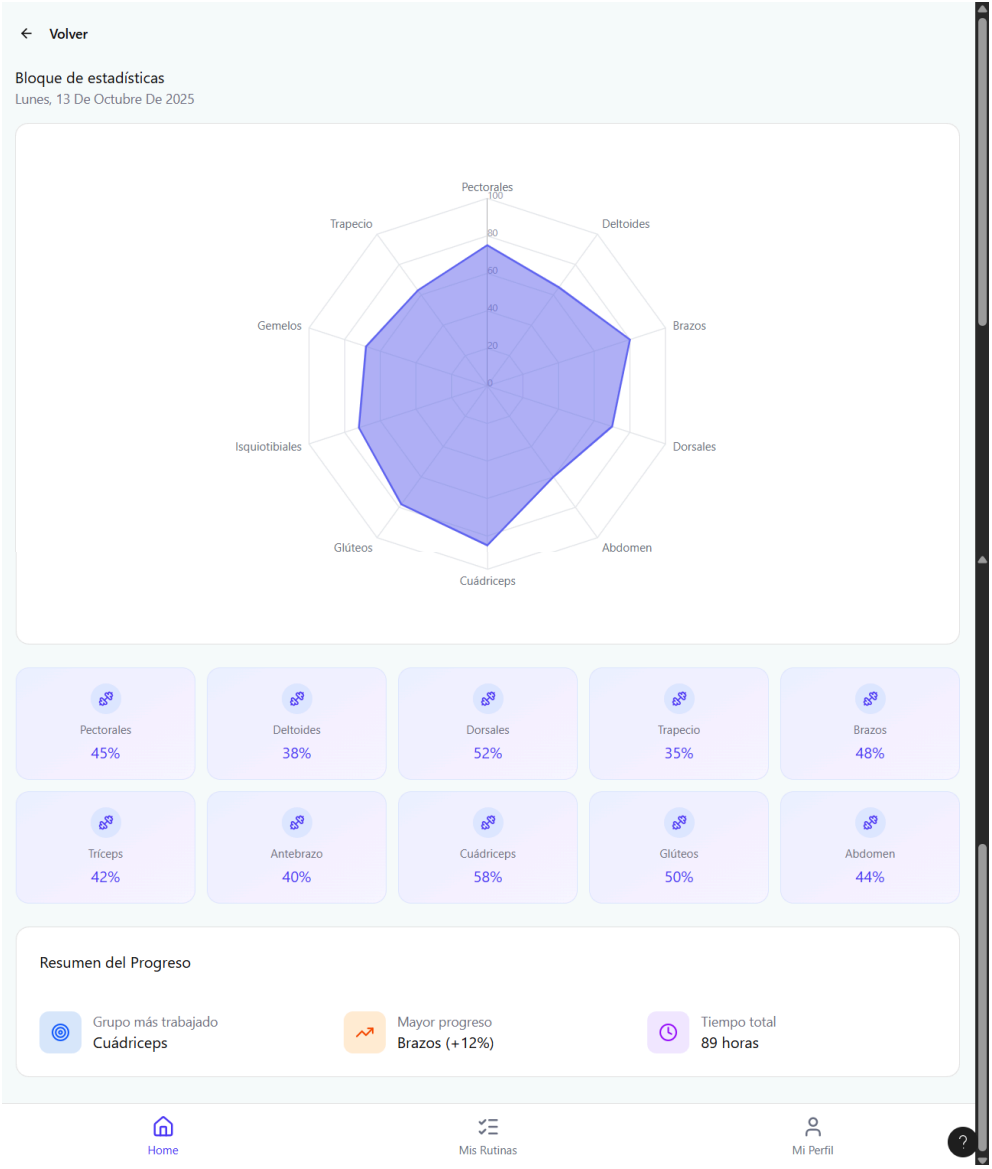 Volver
Bloque de estadísticas
Lunes, 13 De Octubre De 2025
Pectorales
100
Trapecio
Deltoides
80
60
Gemelos
Brazos
40
20
0
Isquiotibiales
Dorsales
Glúteos
Abdomen
Cuádriceps
Pectorales
45%
Deltoides
38%
Dorsales
52%
Trapecio
35%
Brazos
48%
Tríceps
42%
Antebrazo
40%
Cuádriceps
58%
Glúteos
50%
Abdomen
44%
Resumen del Progreso
Grupo más trabajado
Cuádriceps
Mayor progreso
Brazos (+12%)
Tiempo total
89 horas
Home
Mis Rutinas
Mi Perfil
?